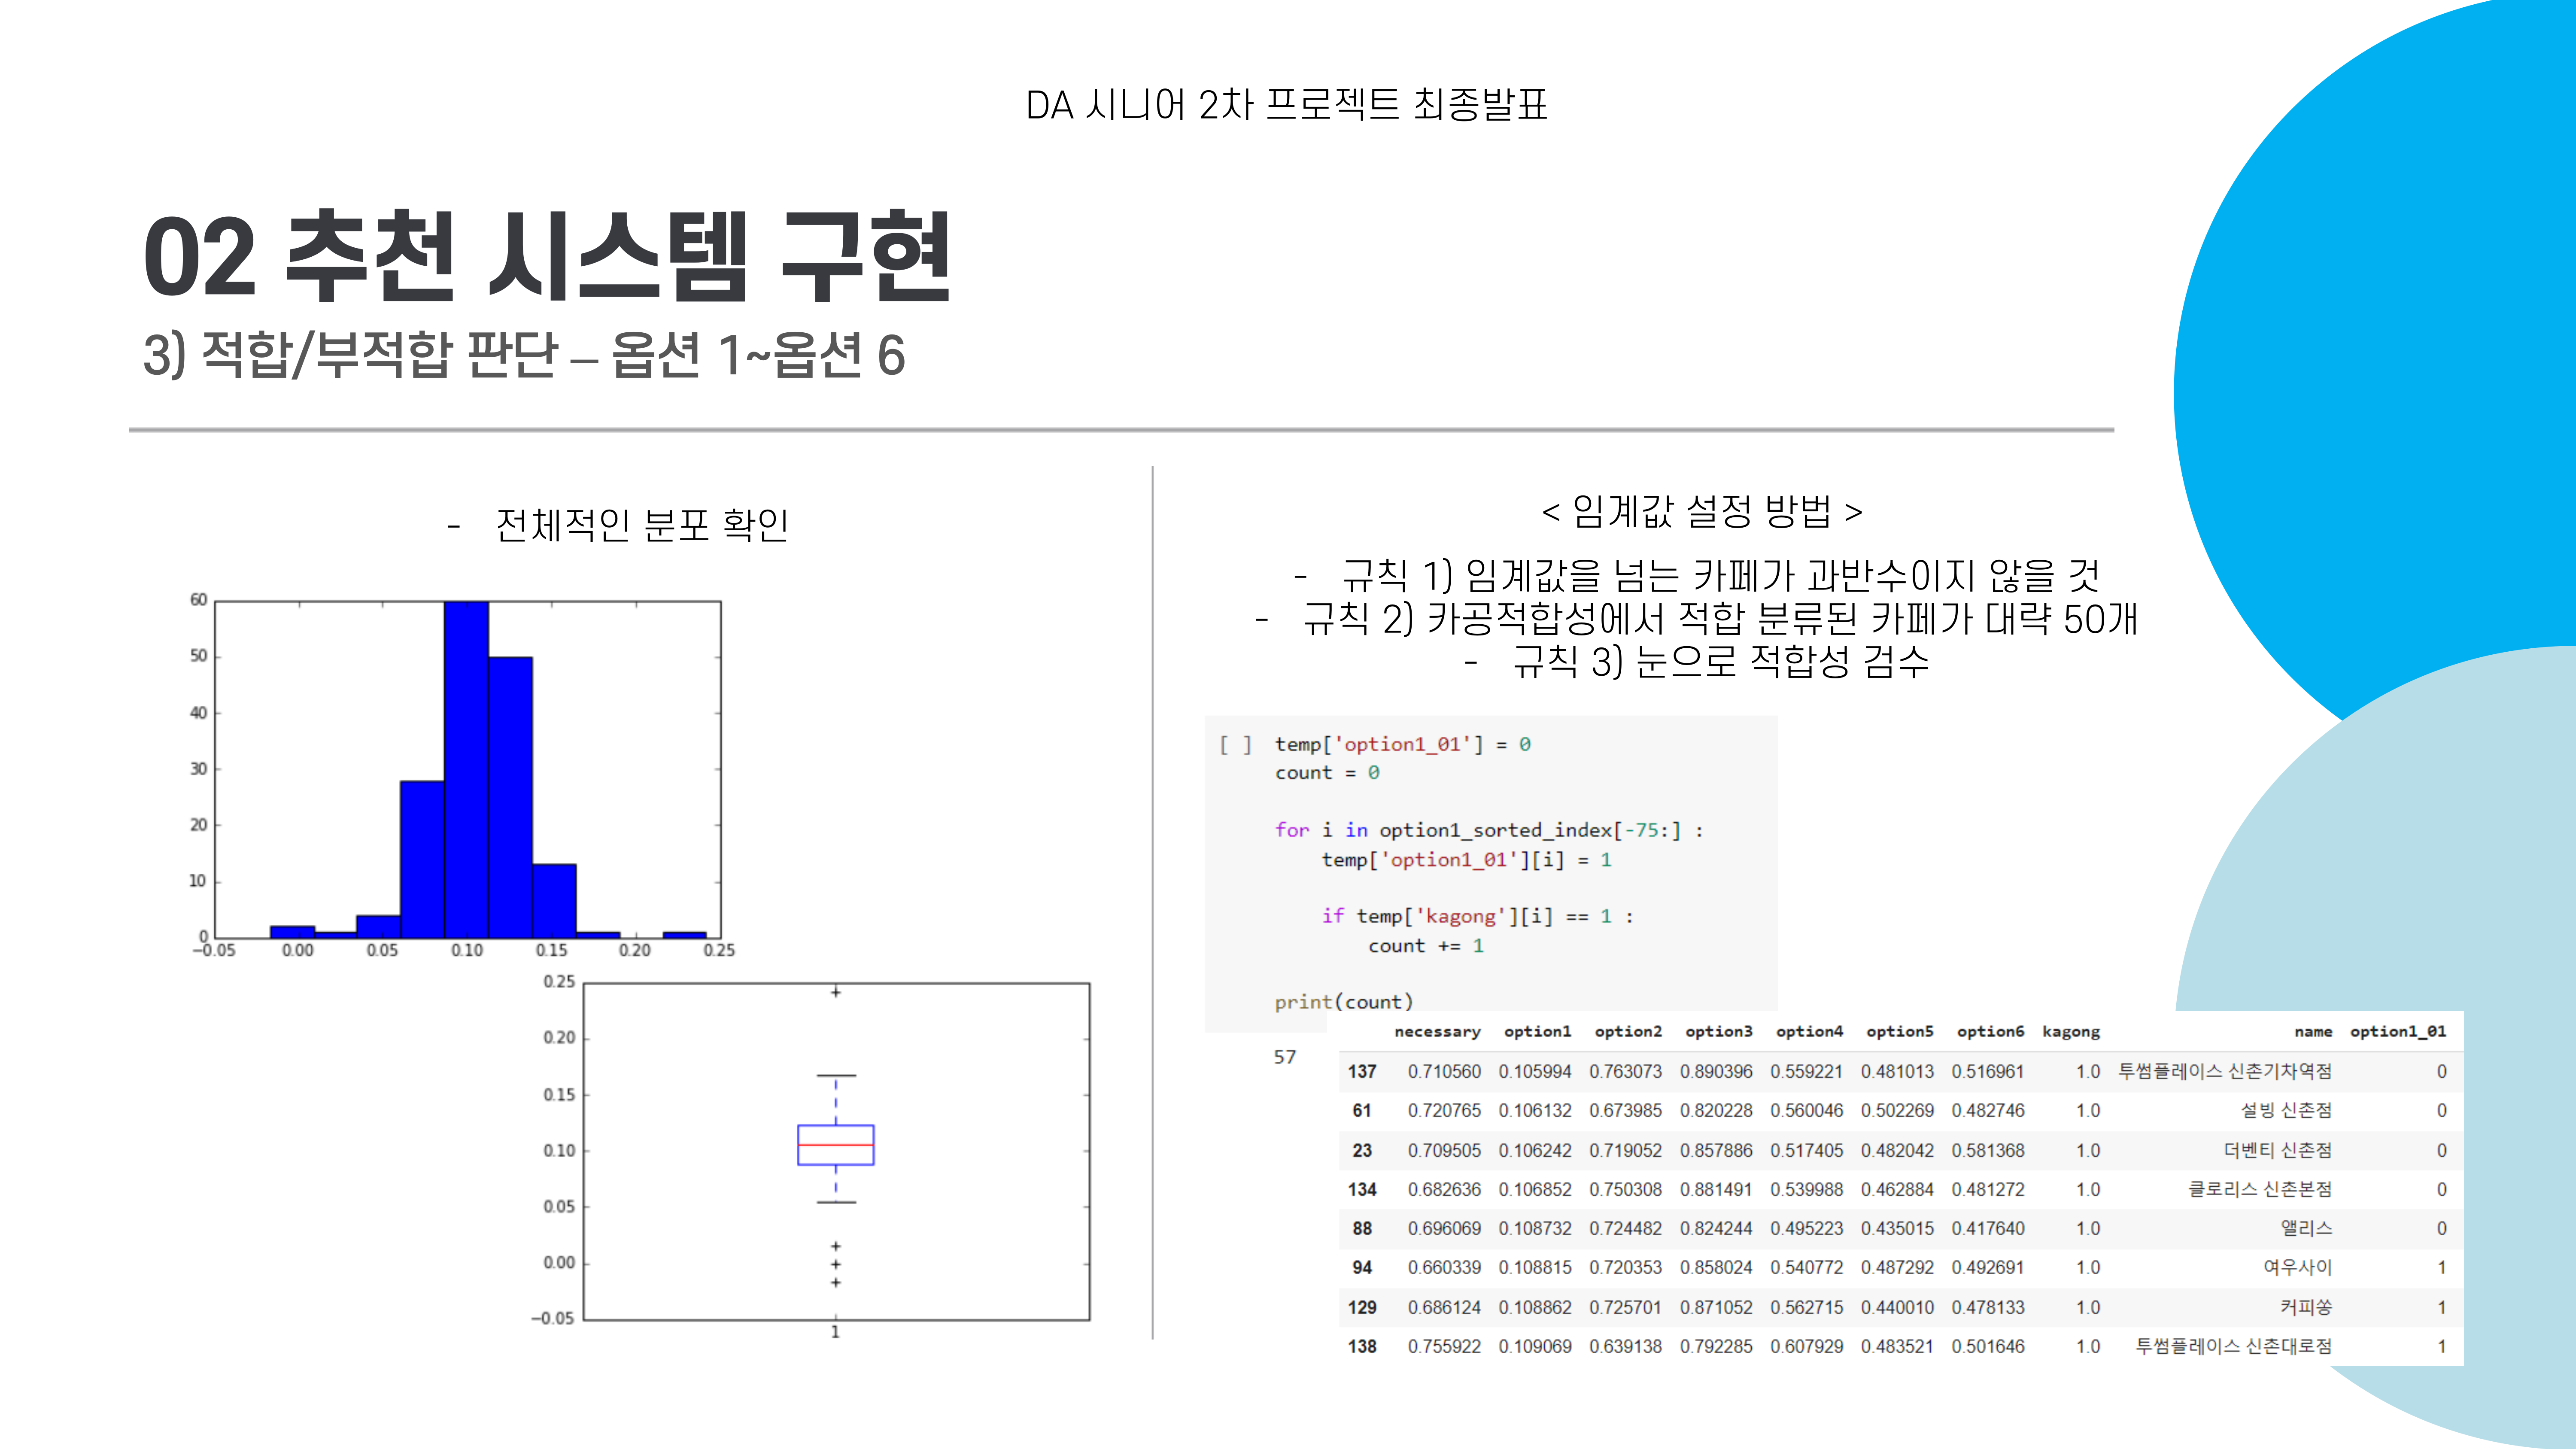 DA 시니어 2차 프로젝트 최종발표
02 추천 시스템 구현
3) 적합/부적합 판단 – 옵션 1~옵션 6
- 전체적인 분포 확인
60
50
40
30
20
10
0
−0.05 0.00 0.05 0.10 0.15 0.20 0.25
0.25
0.20
0.15
0.10
0.05
0.00
−0.05
1
< 임계값 설정 방법 >
- 규칙 1) 임계값을 넘는 카페가 과반수이지 않을 것
- 규칙 2) 카공적합성에서 적합 분류된 카페가 대략 50개
- 규칙 3) 눈으로 적합성 검수
[ ] temp['option1_01'] = 0
count = 0
for i in option1_sorted_index[-75:] :
temp['option1_01'][i] = 1
if temp['kagong'][i] == 1 :
count += 1
print(count)
57
necessary option1 option2 option3 option4 option5 option6 kagong name option1_01
137 0.710560 0.105994 0.763073 0.890396 0.559221 0.481013 0.516961 1.0 투썸플레이스 신촌기차역점 0
61 0.720765 0.106132 0.673985 0.820228 0.560046 0.502269 0.482746 1.0 설빙 신촌점 0
23 0.709505 0.106242 0.719052 0.857886 0.517405 0.482042 0.581368 1.0 더벤티 신촌점 0
134 0.682636 0.106852 0.750308 0.881491 0.539988 0.462884 0.481272 1.0 클로리스 신촌본점 0
88 0.696069 0.108732 0.724482 0.824244 0.495223 0.435015 0.417640 1.0 앨리스 0
94 0.660339 0.108815 0.720353 0.858024 0.540772 0.487292 0.492691 1.0 여우사이 1
129 0.686124 0.108862 0.725701 0.871052 0.562715 0.440010 0.478133 1.0 커피쏭 1
138 0.755922 0.109069 0.639138 0.792285 0.607929 0.483521 0.501646 1.0 투썸플레이스 신촌대로점 1